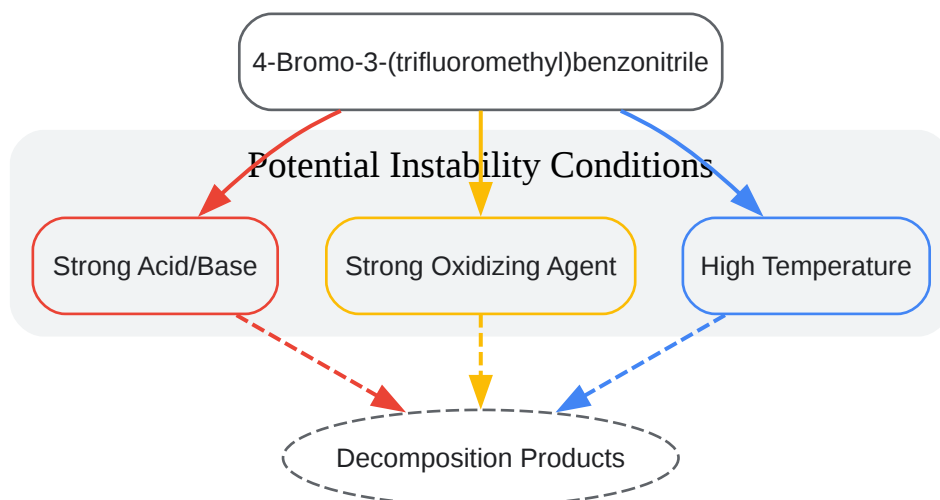 4-Bromo-3-(trifluoromethyl)benzonitrile
Potential Instability Conditions
Strong Acid/Base
Strong Oxidizing Agent
High Temperature
Decomposition Products